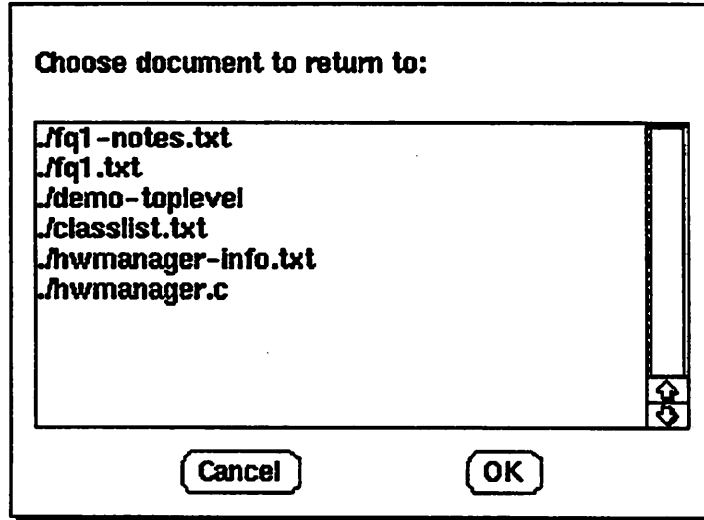 Choose document to return to:
./fq1-notes.txt
./fq1.txt
./demo-toplevel
./classlist.txt
./hwmanager-info.txt
./hwmanager.c
Cancel OK